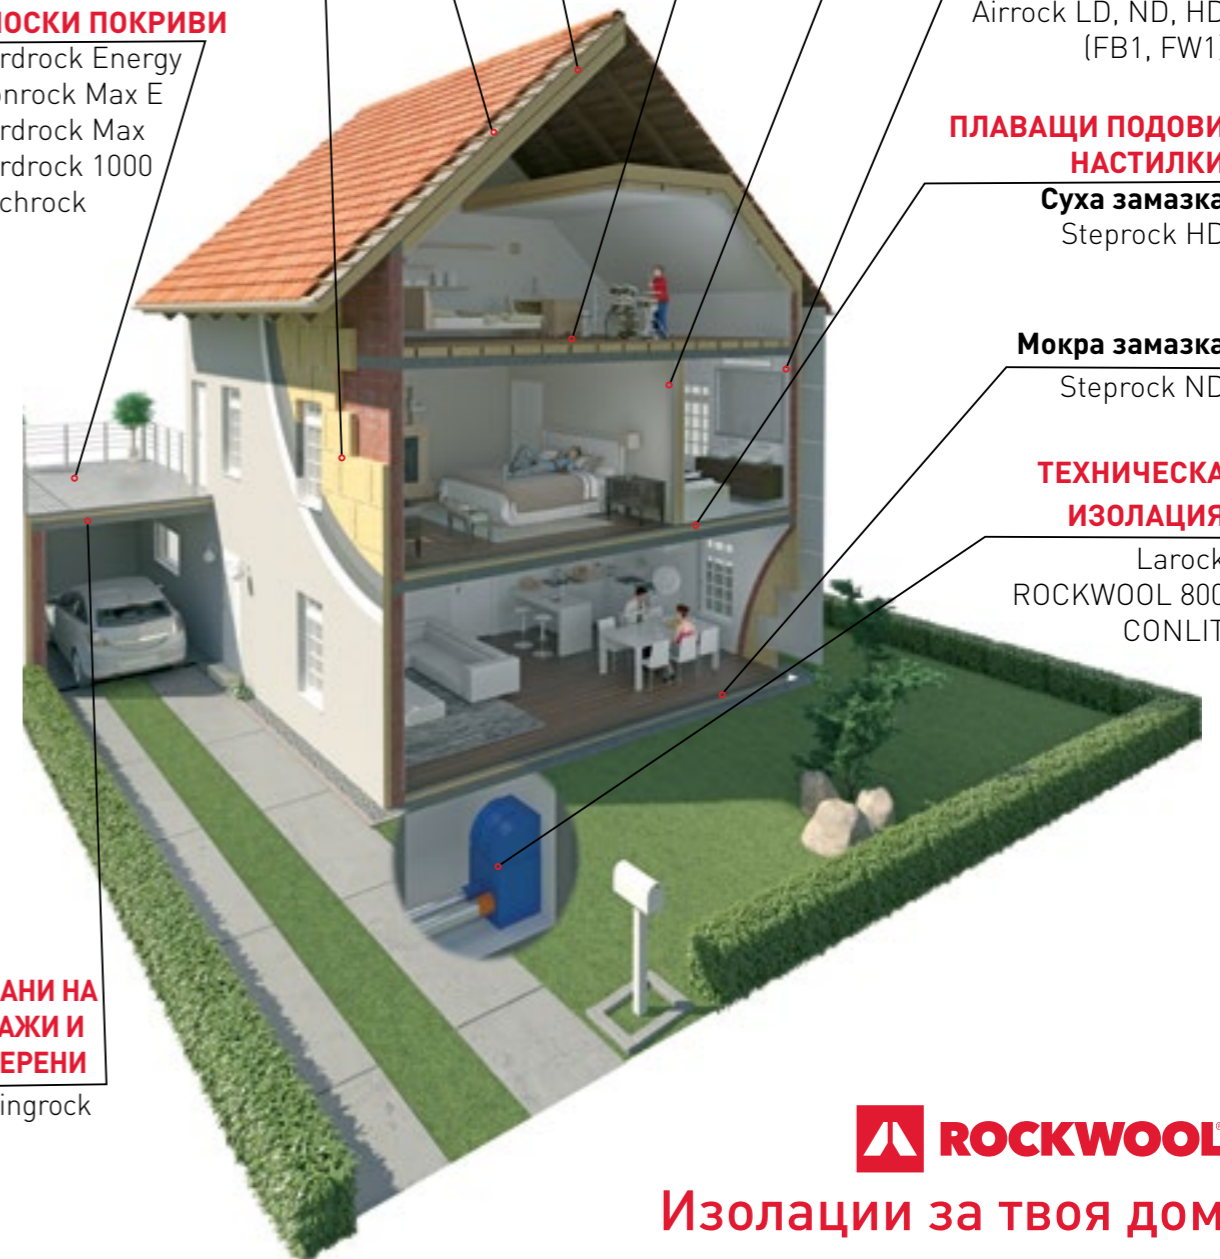 ЛОСКИ ПОКРИВИ
rdrock Energy
onrock Max E
rdrock Max
rdrock 1000
chrock
Airrock LD, ND, HD
(FB1, FW1)
ПЛАВАЩИ ПОДОВИ
НАСТИЛКИ
Суха замазка
Steprock HD
Мокра замазка
Steprock ND
ТЕХНИЧЕСКА
ИЗОЛАЦИЯ
Larock
ROCKWOOL 800
CONLIT
АНИ НА
АЖИ И
ЕРЕНИ
ingrock
ROCKWOOL®
Изолации за твоя дом